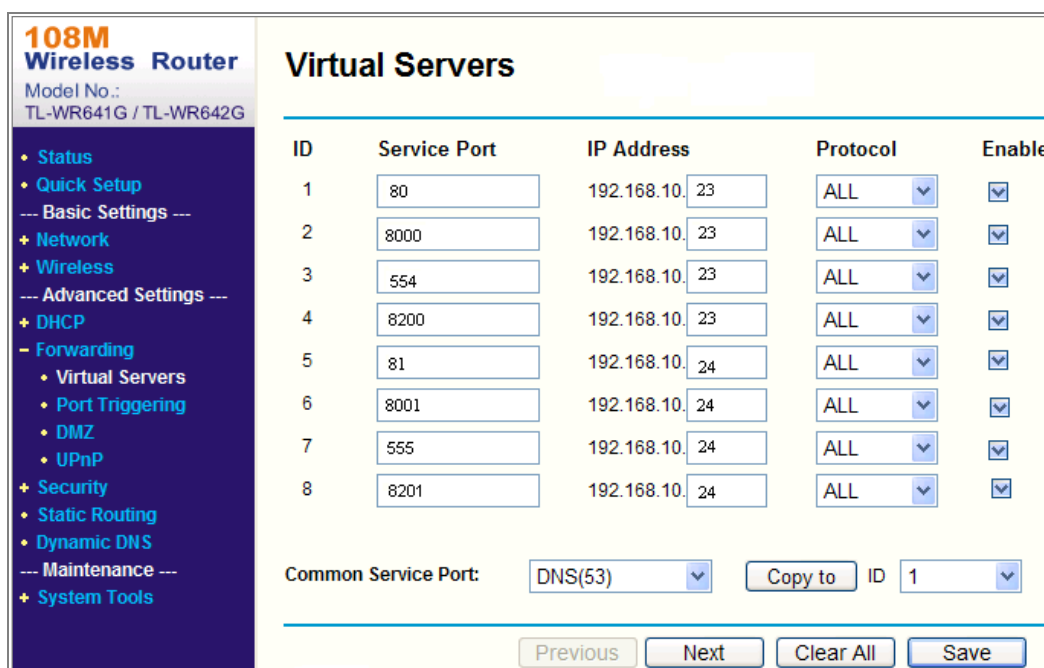 108M
Wireless Router
Model No.:
TL-WR641G / TL-WR642G
• Status
• Quick Setup
--- Basic Settings ---
+ Network
+ Wireless
--- Advanced Settings ---
+ DHCP
– Forwarding
• Virtual Servers
• Port Triggering
• DMZ
• UPnP
+ Security
• Static Routing
• Dynamic DNS
--- Maintenance ---
+ System Tools
Virtual Servers
ID Service Port IP Address Protocol Enable
1 80 192.168.10. 23 ALL
2 8000 192.168.10. 23 ALL
3 554 192.168.10. 23 ALL
4 8200 192.168.10. 23 ALL
5 81 192.168.10. 24 ALL
6 8001 192.168.10. 24 ALL
7 555 192.168.10. 24 ALL
8 8201 192.168.10. 24 ALL
Common Service Port: DNS(53) Copy to ID 1
Previous Next Clear All Save